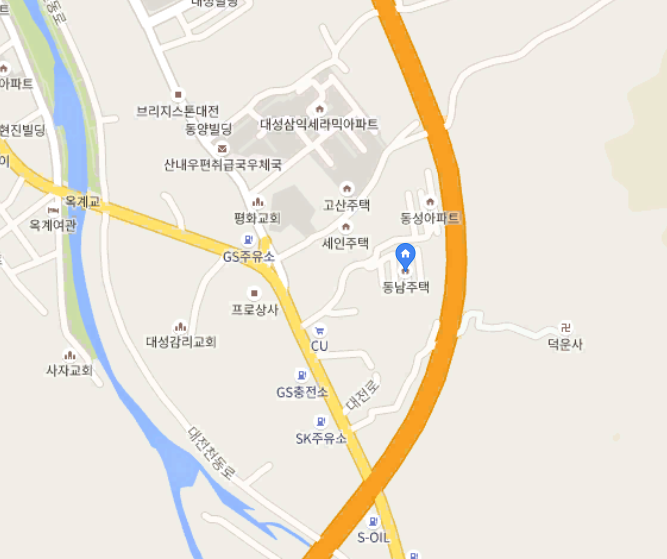 대성빌딩
동로
아파트
브리지스톤대전
동양빌딩
대성삼익세라믹아파트
현진빌딩
산내우편취급국우체국
이
옥계교
고산주택
동성아파트
평화교회
옥계여관
세인주택
GS주유소
동남주택
프로상사
대성감리교회
CU
덕운사
사자교회
GS충전소
대전로
SK주유소
대전천동로
S-OIL